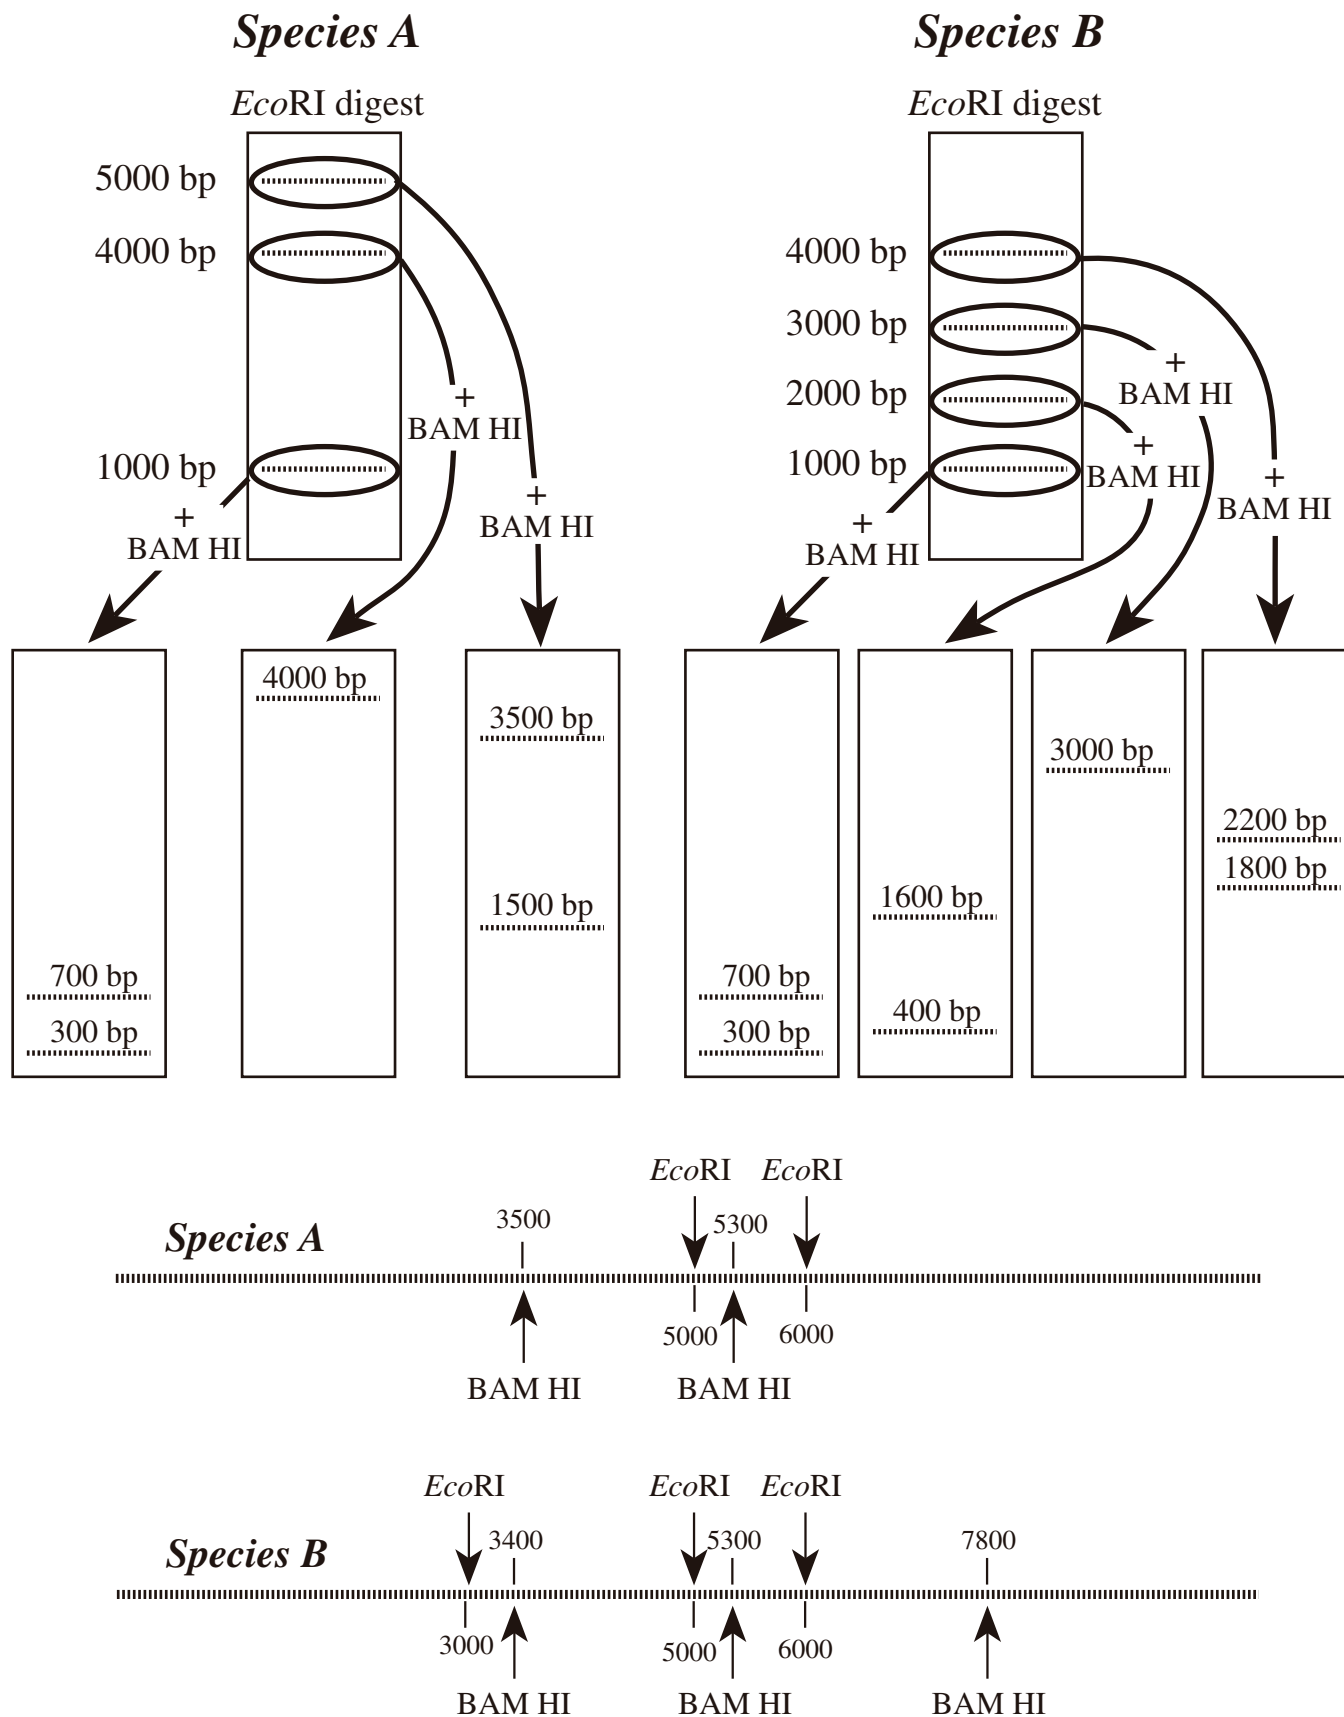 Species A
EcoRI digest
5000 bp
4000 bp
1000 bp
+
BAM HI
+
BAM HI
+
BAM HI
4000 bp
3500 bp
1500 bp
700 bp
300 bp
Species B
EcoRI digest
4000 bp
3000 bp
2000 bp
1000 bp
+
BAM HI
+
BAM HI
+
BAM HI
+
BAM HI
3000 bp
2200 bp
1800 bp
1600 bp
400 bp
700 bp
300 bp
EcoRI EcoRI
Species A 3500 5300
5000 6000
BAM HI BAM HI
EcoRI EcoRI EcoRI
Species B 3400 5300 7800
3000 5000 6000
BAM HI BAM HI BAM HI